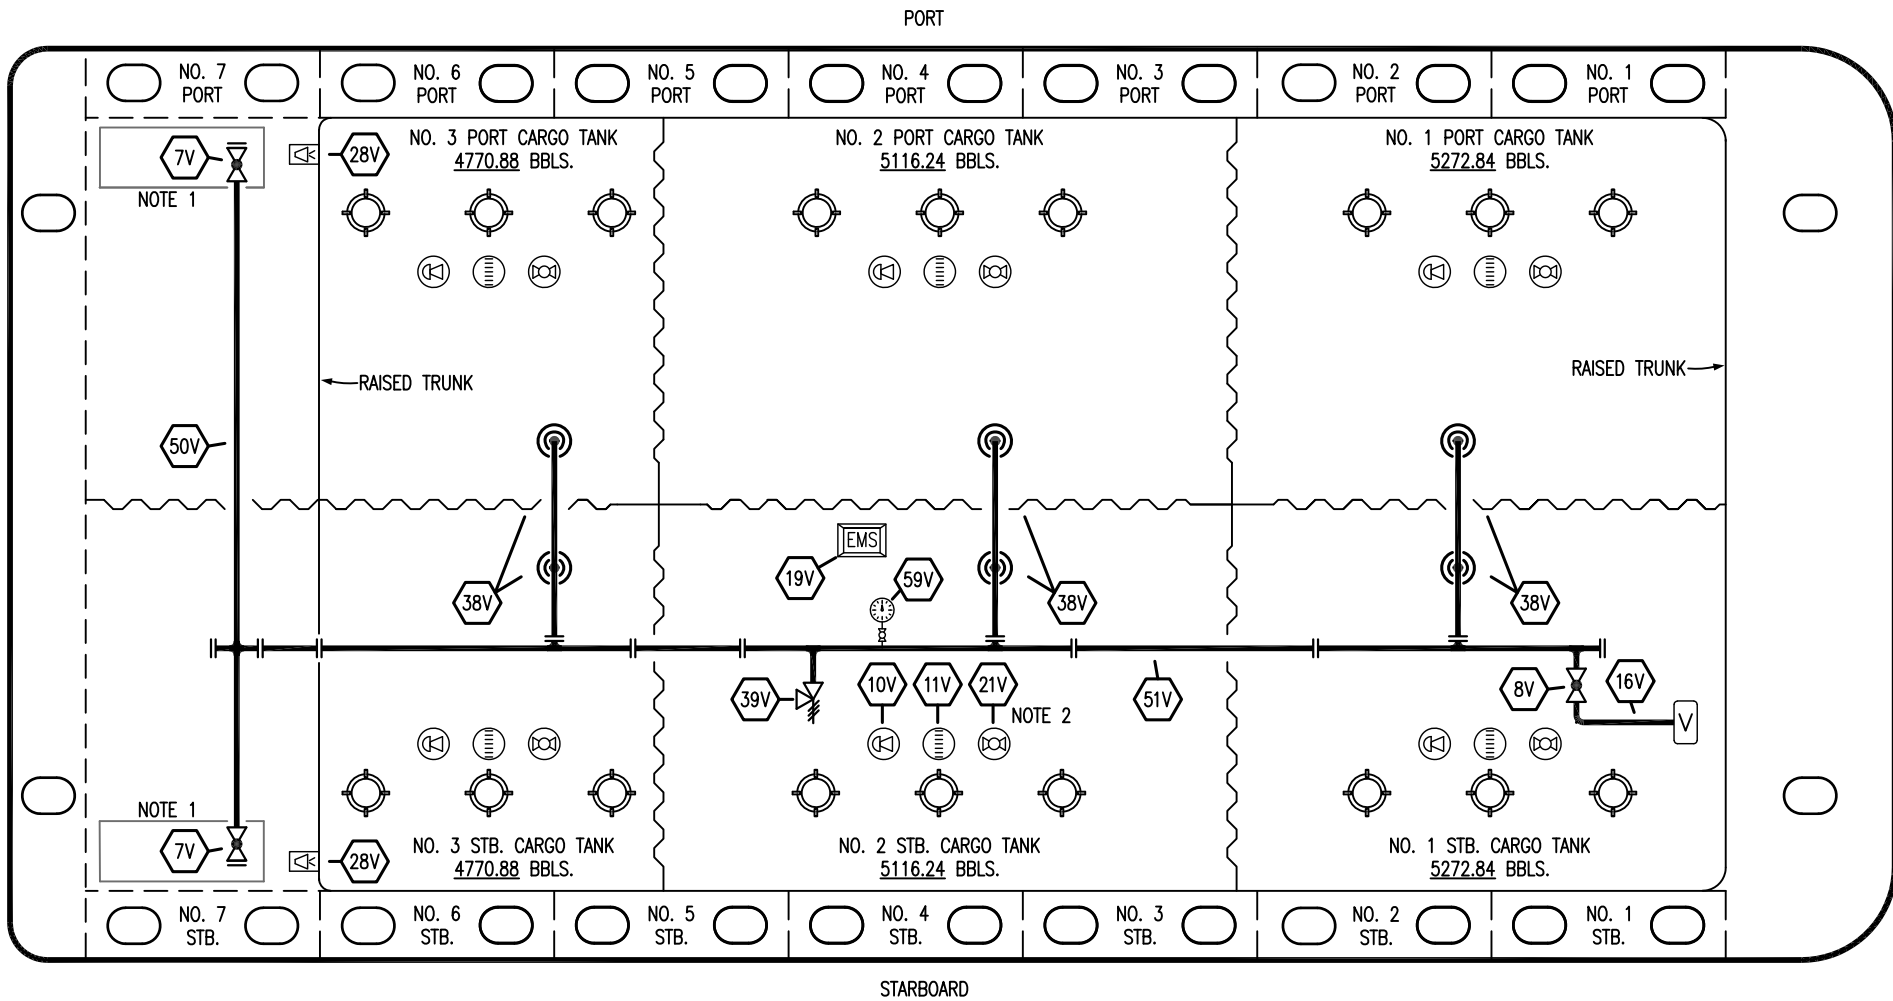 PORT
NO. 7
PORT
NO. 6
PORT
NO. 5
PORT
NO. 4
PORT
NO. 3
PORT
NO. 2
PORT
NO. 1
PORT
7V
NOTE 1
28V
NO. 3 PORT CARGO TANK
4770.88 BBLS.
NO. 2 PORT CARGO TANK
5116.24 BBLS.
NO. 1 PORT CARGO TANK
5272.84 BBLS.
RAISED TRUNK
RAISED TRUNK
50V
38V
19V
EMS
59V
38V
38V
39V
10V
11V
21V
NOTE 2
51V
8V
16V
V
NOTE 1
7V
28V
NO. 3 STB. CARGO TANK
4770.88 BBLS.
NO. 2 STB. CARGO TANK
5116.24 BBLS.
NO. 1 STB. CARGO TANK
5272.84 BBLS.
NO. 7
STB.
NO. 6
STB.
NO. 5
STB.
NO. 4
STB.
NO. 3
STB.
NO. 2
STB.
NO. 1
STB.
STARBOARD